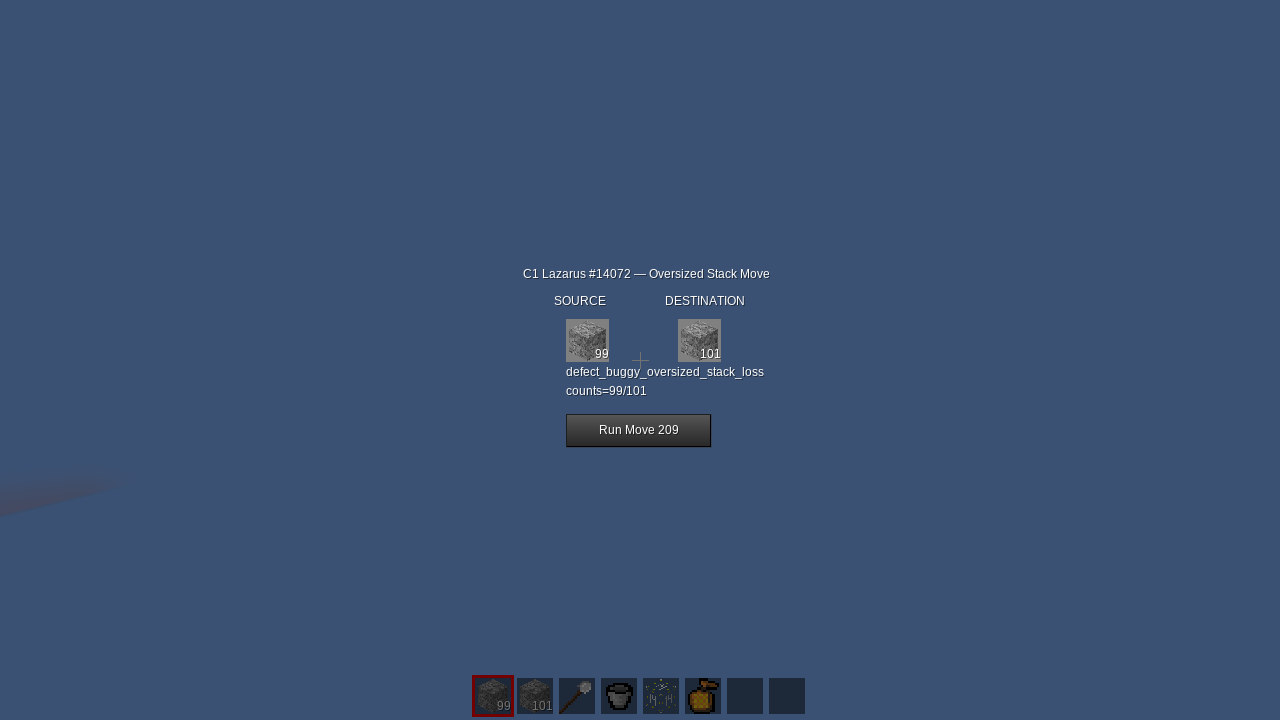 C1 Lazarus #14072 — Oversized Stack Move
SOURCE DESTINATION
99 101
defect_buggy_oversized_stack_loss
counts=99/101
Run Move 209
99 101